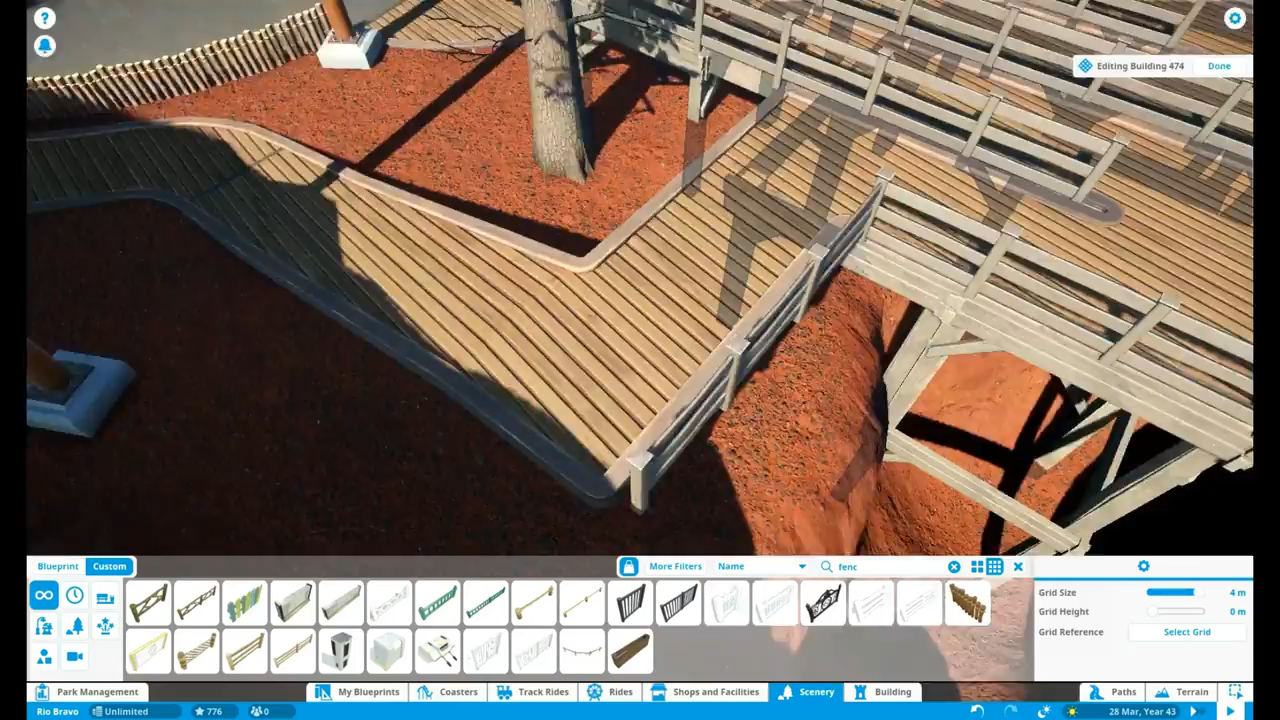 ?
Editing Building 474 Done
Blueprint Custom More Filters Name fenc
Grid Size 4 m
Grid Height 0 m
Grid Reference Select Grid
Park Management My Blueprints Coasters Track Rides Rides Shops and Facilities Scenery Building Paths Terrain
Rio Bravo Unlimited 776 0 28 Mar, Year 43